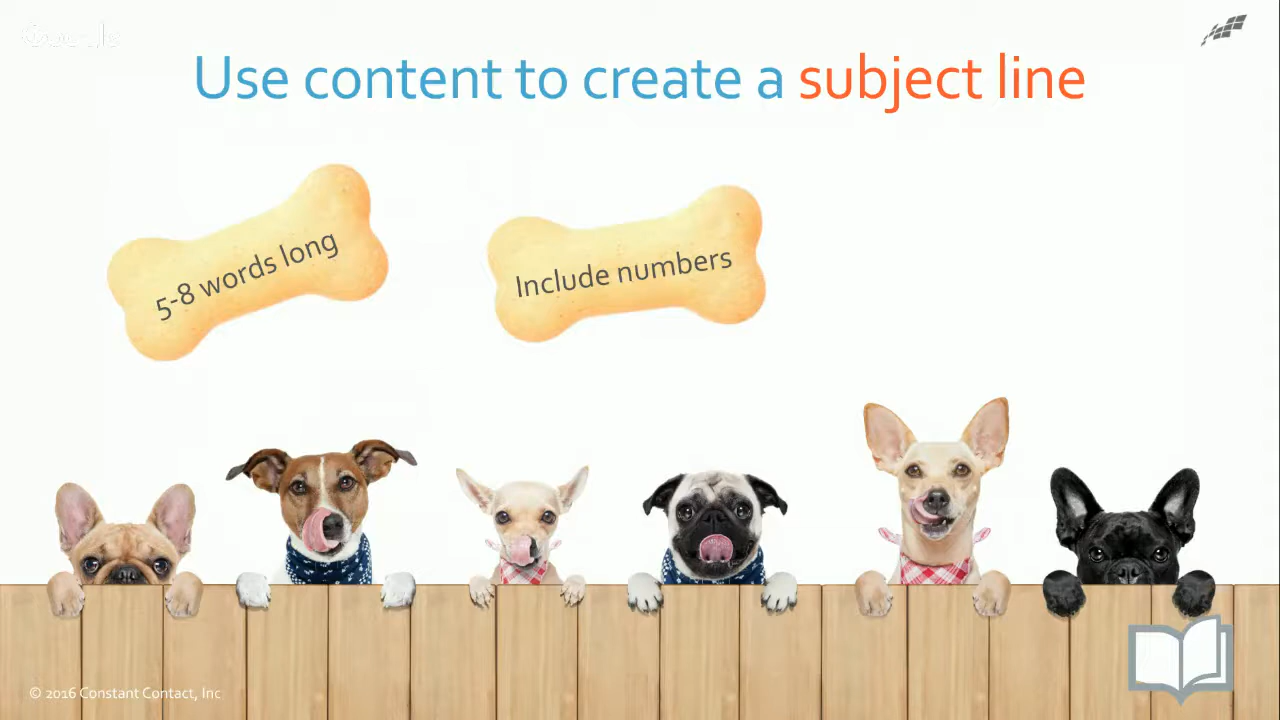 Use content to create a subject line
5-8 words long
Include numbers
© 2016 Constant Contact, Inc